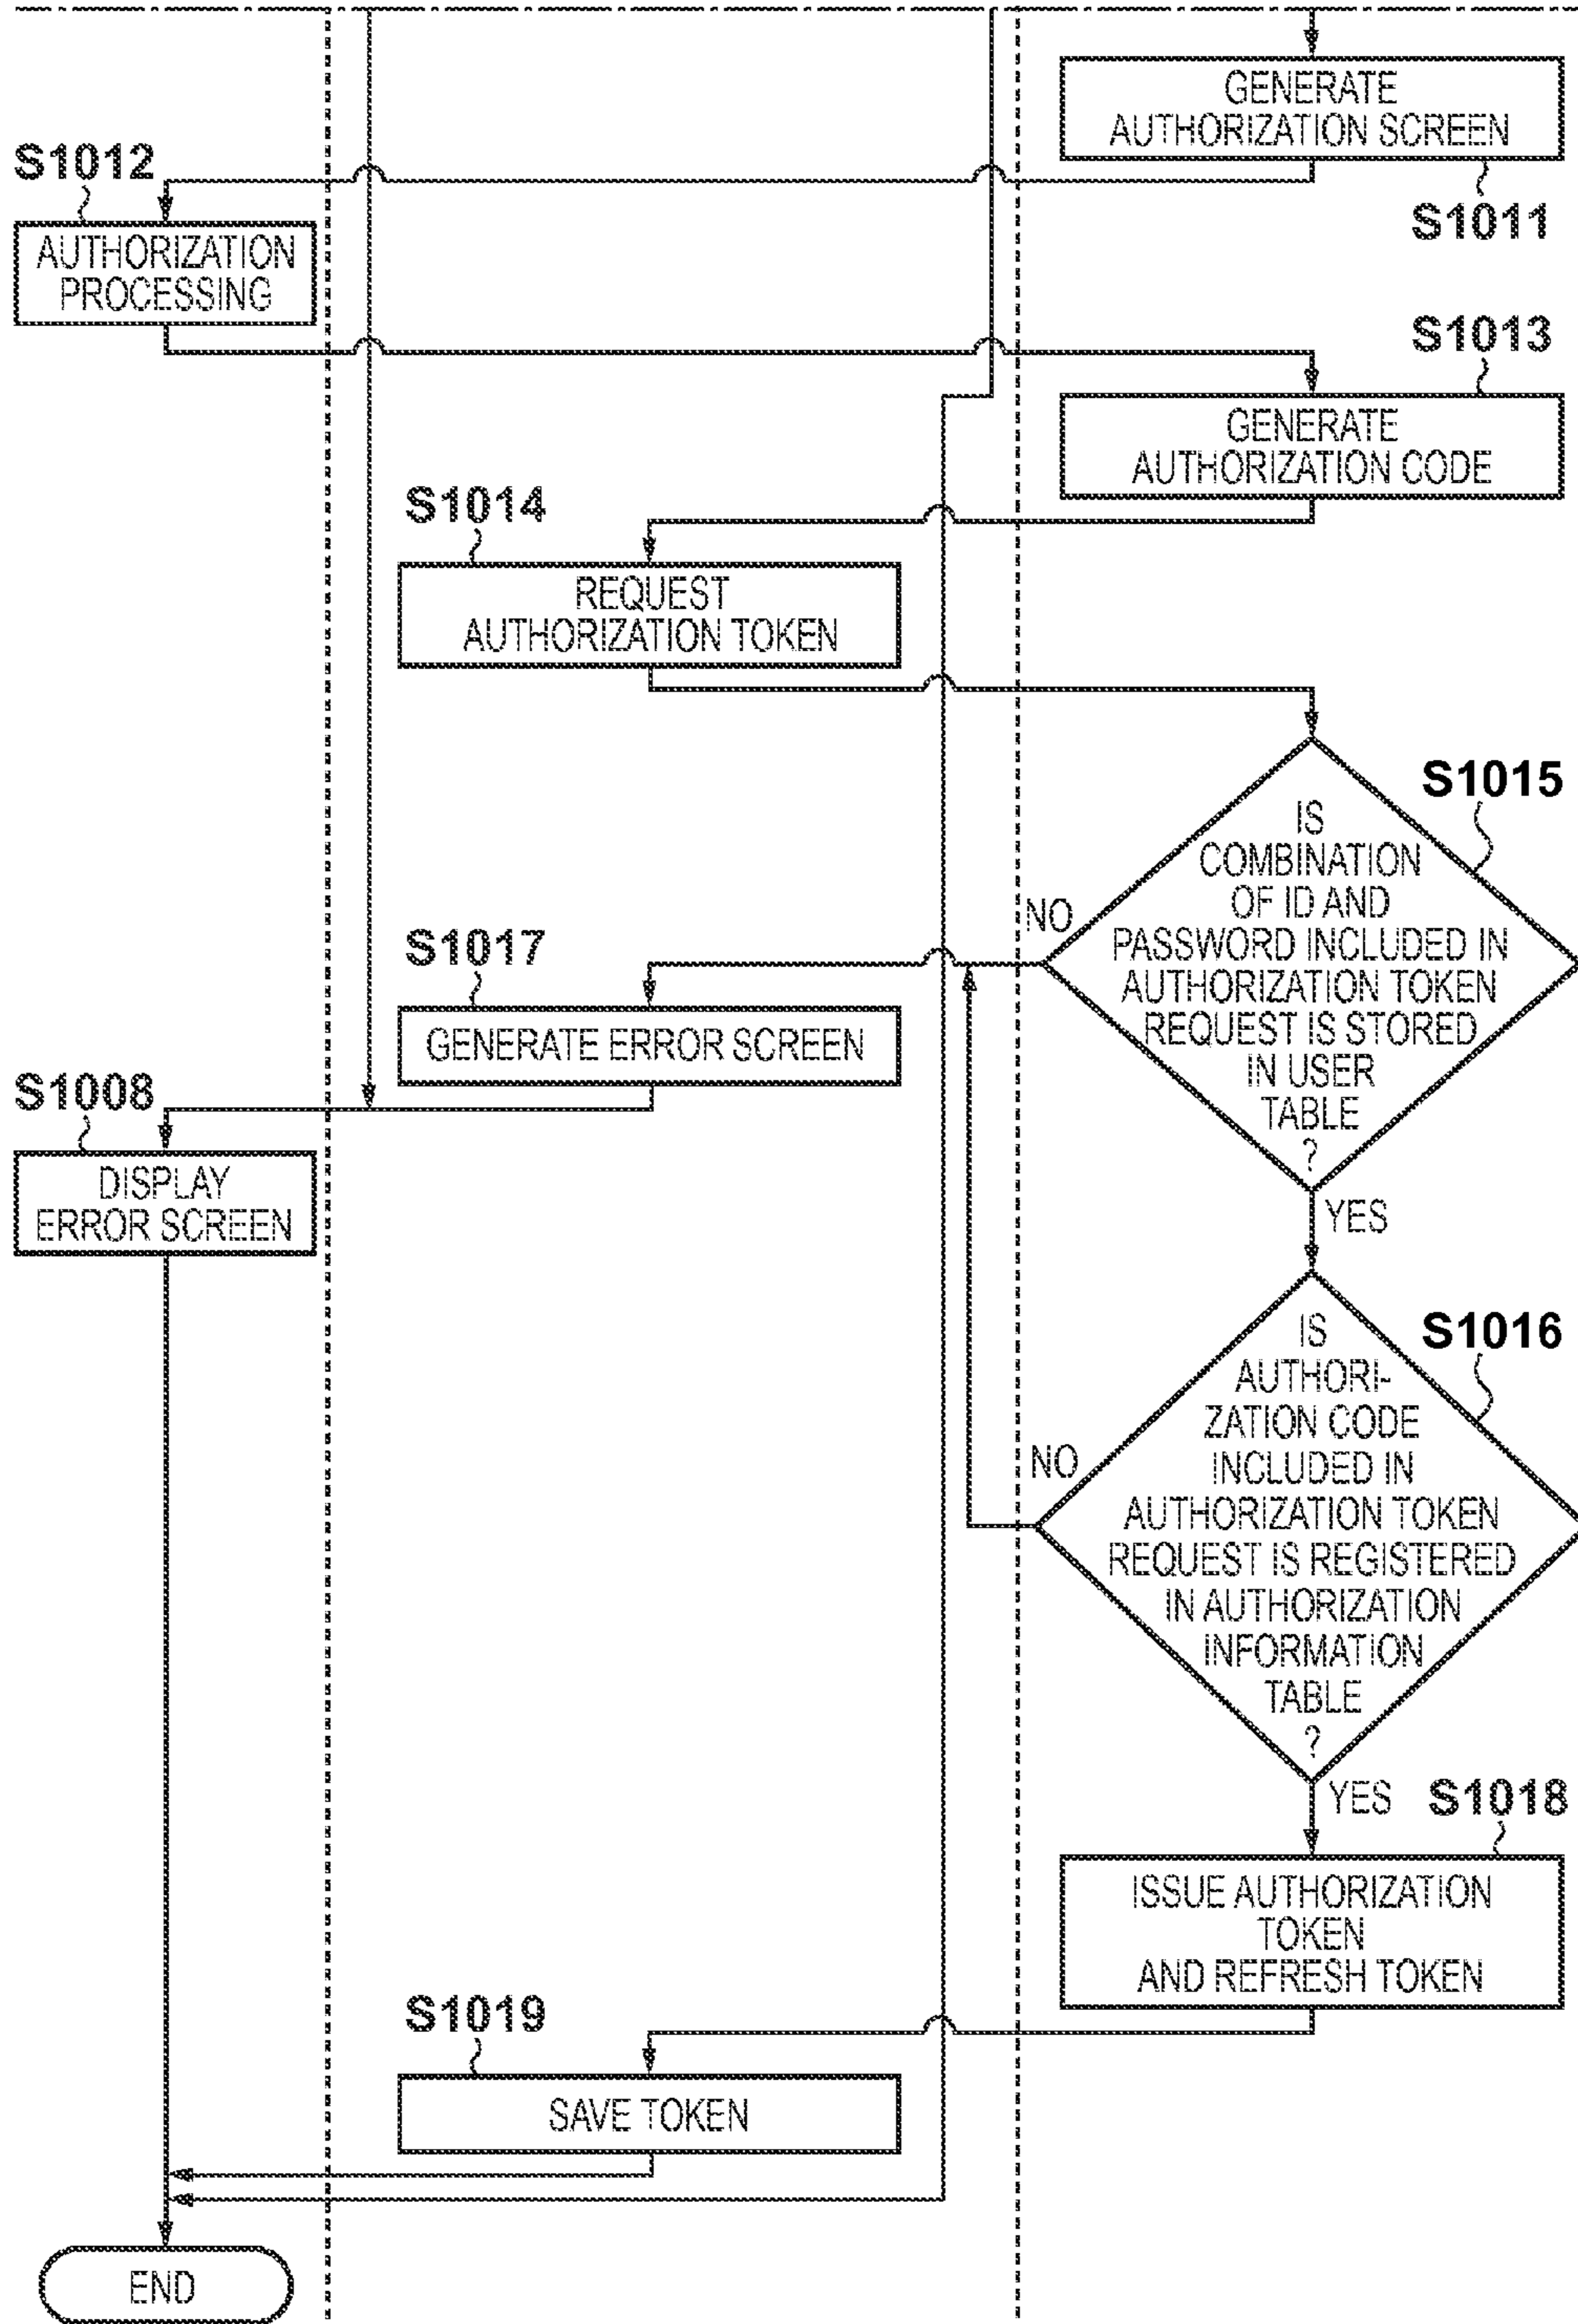 GENERATE
AUTHORIZATION SCREEN
S1011
S1012
AUTHORIZATION
PROCESSING
S1013
GENERATE
AUTHORIZATION CODE
S1014
REQUEST
AUTHORIZATION TOKEN
S1015
IS
COMBINATION
OF ID AND
PASSWORD INCLUDED IN
AUTHORIZATION TOKEN
REQUEST IS STORED
IN USER
TABLE
?
NO
YES
S1017
GENERATE ERROR SCREEN
S1008
DISPLAY
ERROR SCREEN
S1016
IS
AUTHORI-
ZATION CODE
INCLUDED IN
AUTHORIZATION TOKEN
REQUEST IS REGISTERED
IN AUTHORIZATION
INFORMATION
TABLE
?
NO
YES
S1018
ISSUE AUTHORIZATION
TOKEN
AND REFRESH TOKEN
S1019
SAVE TOKEN
END